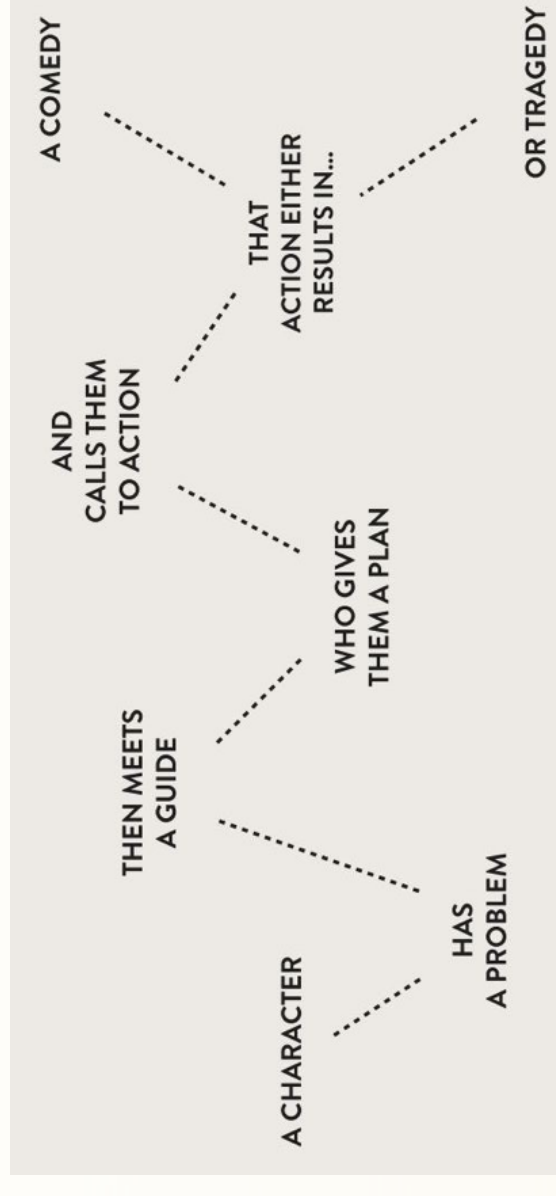 A CHARACTER
HAS
A PROBLEM
THEN MEETS
A GUIDE
WHO GIVES
THEM A PLAN
AND
CALLS THEM
TO ACTION
THAT
ACTION EITHER
RESULTS IN...
A COMEDY
OR TRAGEDY